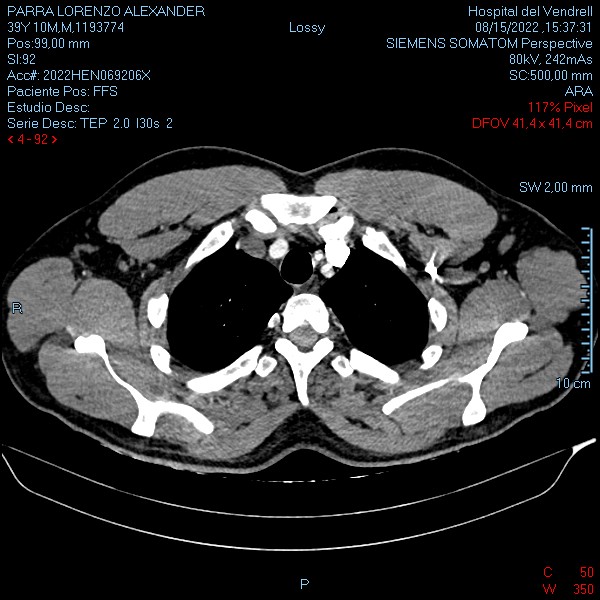 PARRA LORENZO ALEXANDER
39Y 10M,M,1193774
Pos:99,00 mm
SI:92
Acc#: 2022HEN069206X
Paciente Pos: FFS
Estudio Desc:
Serie Desc: TEP 2.0 I30s 2
< 4 - 92 >
Lossy
Hospital del Vendrell
08/15/2022 ,15:37:31
SIEMENS SOMATOM Perspective
80kV, 242mAs
SC:500,00 mm
ARA
117% Pixel
DFOV 41,4 x 41,4 cm
SW 2,00 mm
R
10 cm
P
C 50
W 350